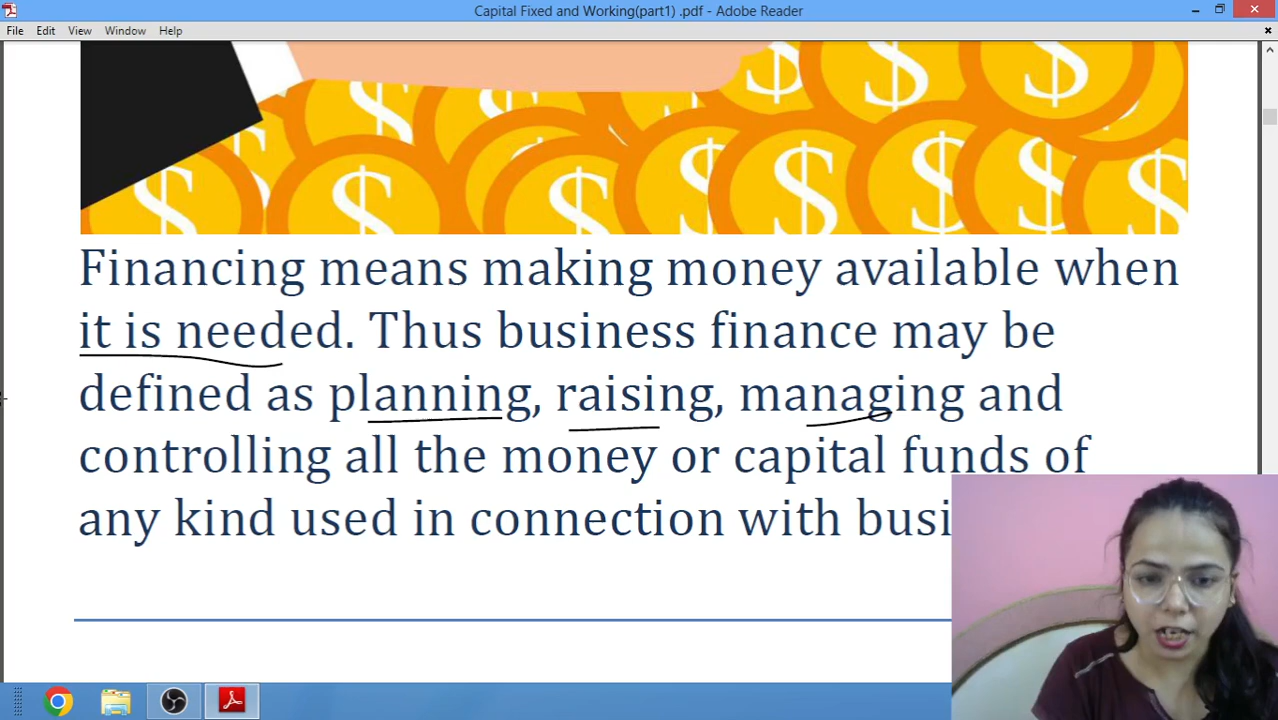 Capital Fixed and Working(part1) .pdf - Adobe Reader
File Edit View Window Help
Financing means making money available when
it is needed. Thus business finance may be
defined as planning, raising, managing and
controlling all the money or capital funds of
any kind used in connection with busi